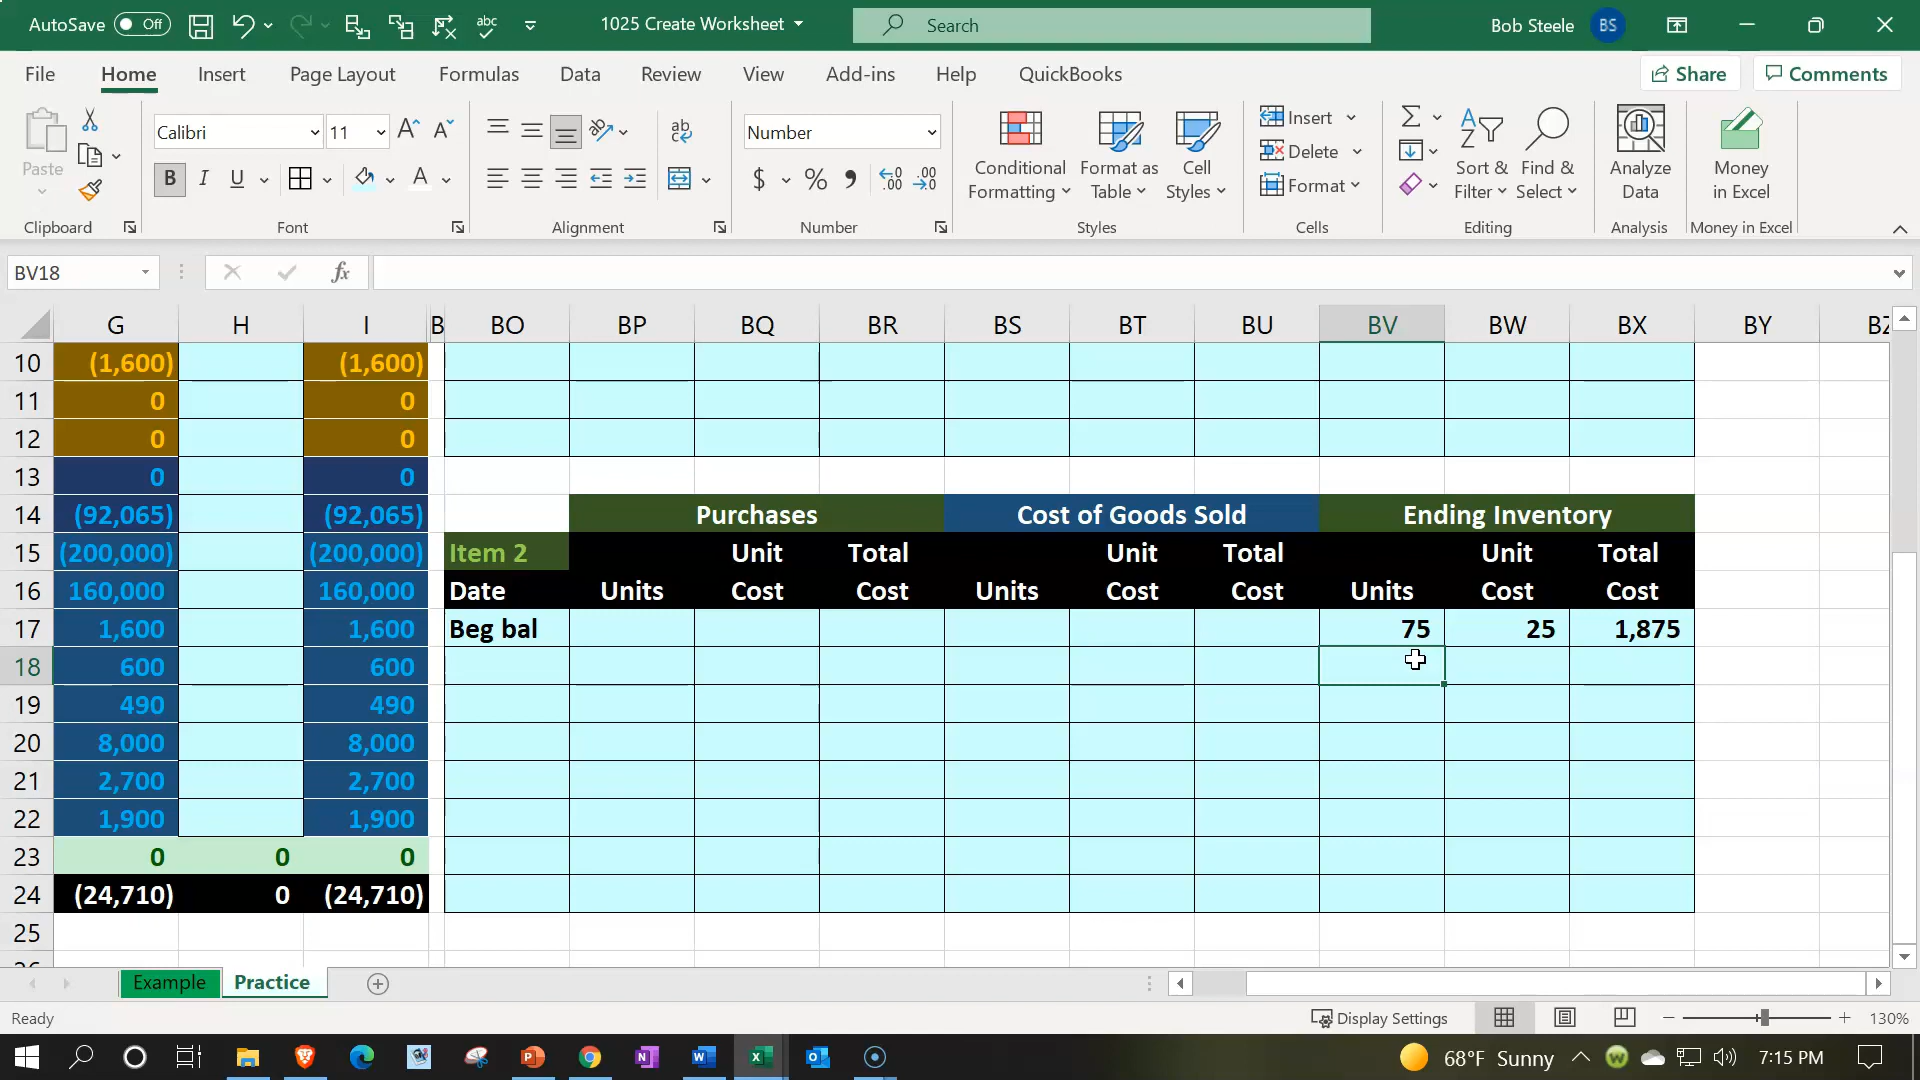 AutoSave Off
abc
1025 Create Worksheet
Search
Bob Steele BS
File Home Insert Page Layout Formulas Data Review View Add-ins Help QuickBooks
Share Comments
Paste
Clipboard
Calibri 11
B I U A
Font
ab
Alignment
Number
$ % 9
Number
Conditional Formatting
Format as Table
Cell Styles
Styles
Insert
Delete
Format
Cells
Sort & Filter
Find & Select
Editing
Analyze Data
Analysis
Money in Excel
Money in Excel
BV18 fx
G H I B BO BP BQ BR BS BT BU BV BW BX BY BZ
10 (1,600) (1,600)
11 0 0
12 0 0
13 0 0
14 (92,065) (92,065) Purchases Cost of Goods Sold Ending Inventory
15 (200,000) (200,000) Item 2 Unit Total Unit Total Unit Total
16 160,000 160,000 Date Units Cost Cost Units Cost Cost Units Cost Cost
17 1,600 1,600 Beg bal 75 25 1,875
18 600 600
19 490 490
20 8,000 8,000
21 2,700 2,700
22 1,900 1,900
23 0 0 0
24 (24,710) 0 (24,710)
25
26
Example Practice
Ready Display Settings 130%
68°F Sunny 7:15 PM